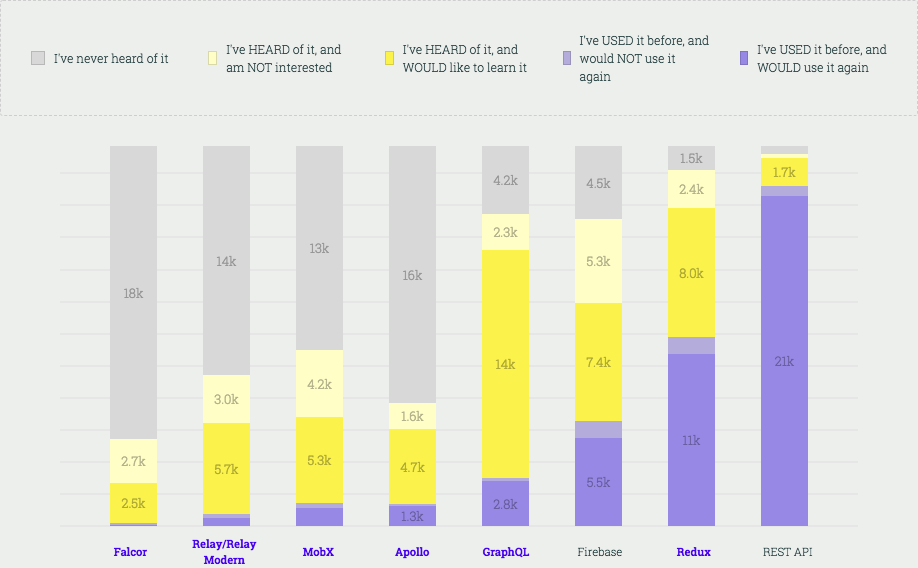 I've never heard of it
I've HEARD of it, and
am NOT interested
I've HEARD of it, and
WOULD like to learn it
I've USED it before, and
would NOT use it
again
I've USED it before, and
WOULD use it again
18k
2.7k
2.5k
14k
3.0k
5.7k
13k
4.2k
5.3k
16k
1.6k
4.7k
1.3k
4.2k
2.3k
14k
2.8k
4.5k
5.3k
7.4k
5.5k
1.5k
2.4k
8.0k
11k
1.7k
21k
Falcor
Relay/Relay
Modern
MobX
Apollo
GraphQL
Firebase
Redux
REST API